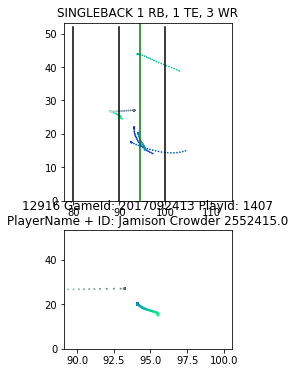 SINGLEBACK 1 RB, 1 TE, 3 WR
50
40
30
20
10
0
80 90 100 110
12916 GameId: 2017092413 PlayId: 1407
PlayerName + ID: Jamison Crowder 2552415.0
40
20
0
90.0 92.5 95.0 97.5 100.0